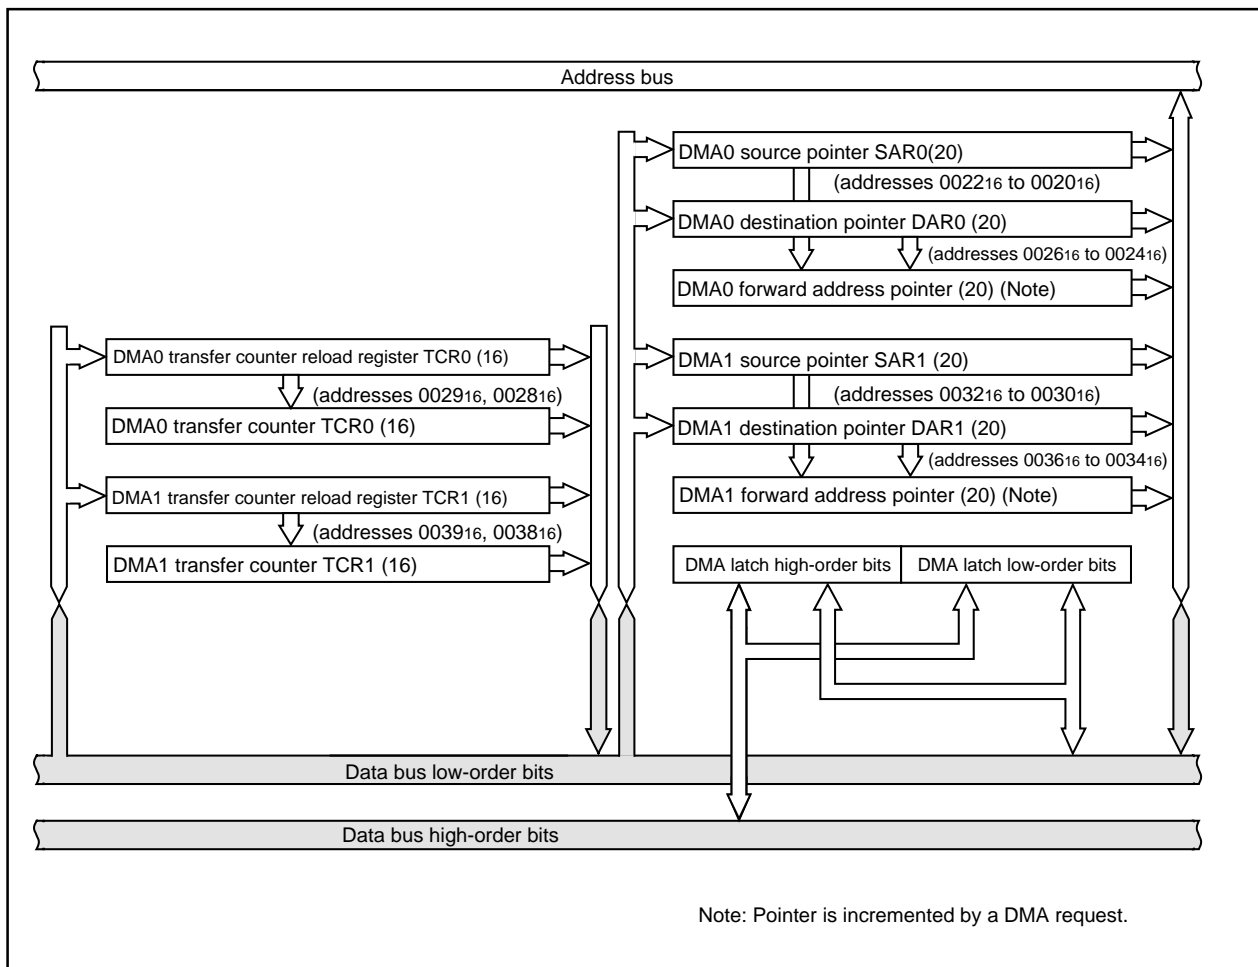 Address bus
DMA0 source pointer SAR0(20)
(addresses 002216 to 002016)
DMA0 destination pointer DAR0 (20)
(addresses 002616 to 002416)
DMA0 forward address pointer (20) (Note)
DMA0 transfer counter reload register TCR0 (16)
(addresses 002916, 002816)
DMA0 transfer counter TCR0 (16)
DMA1 transfer counter reload register TCR1 (16)
(addresses 003916, 003816)
DMA1 transfer counter TCR1 (16)
DMA1 source pointer SAR1 (20)
(addresses 003216 to 003016)
DMA1 destination pointer DAR1 (20)
(addresses 003616 to 003416)
DMA1 forward address pointer (20) (Note)
DMA latch high-order bits
DMA latch low-order bits
Data bus low-order bits
Data bus high-order bits
Note: Pointer is incremented by a DMA request.